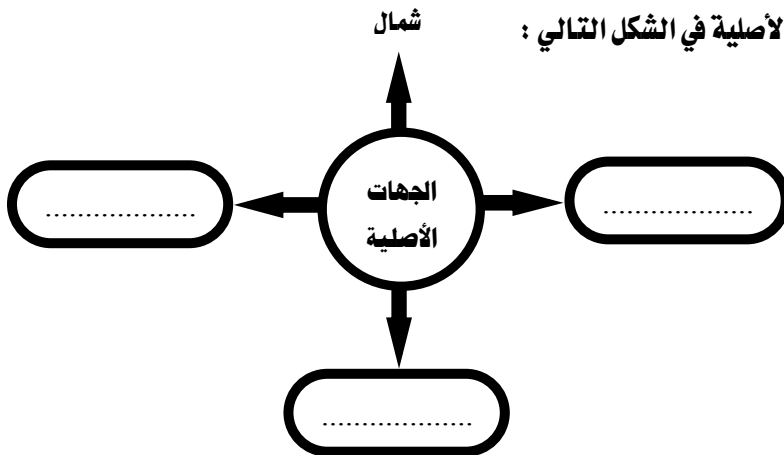 لأصلية في الشكل التالي :
شمال
الجهات
الأصلية
...................
...................
...................